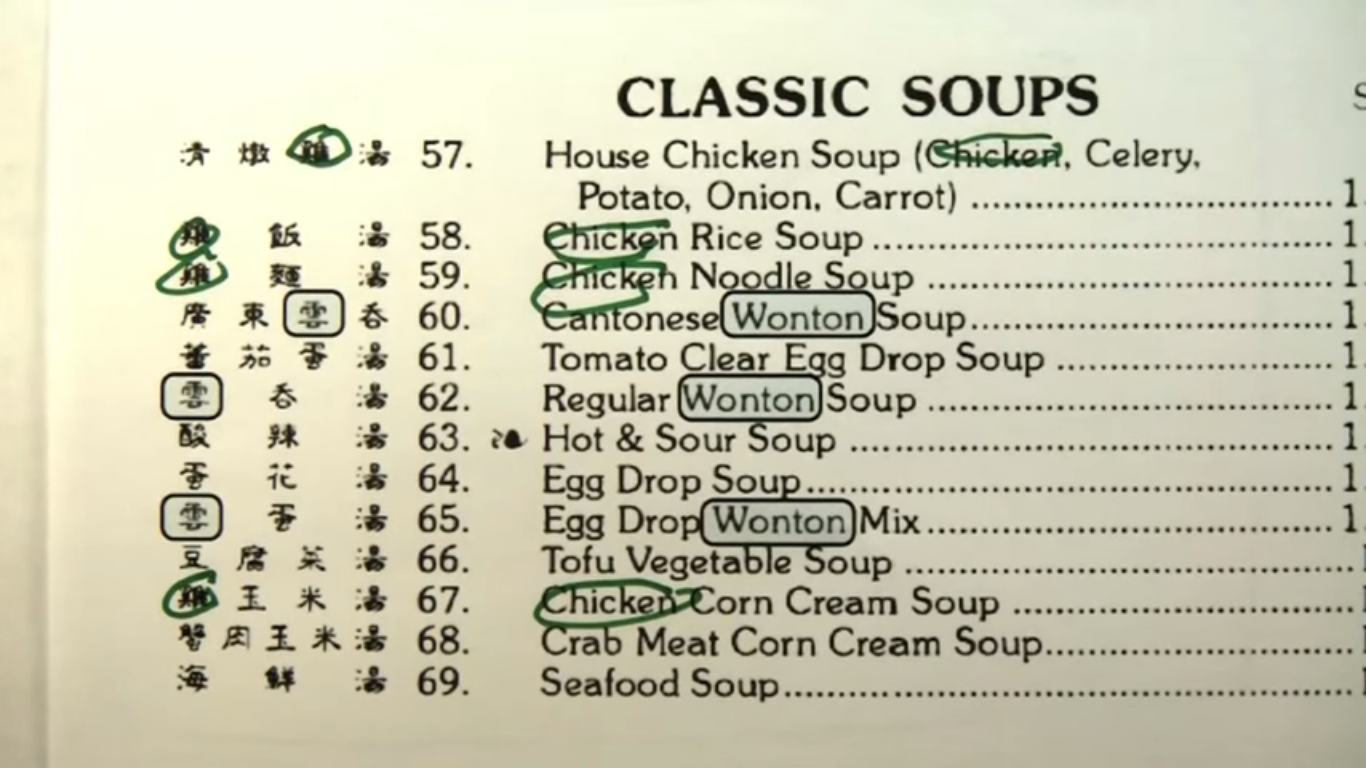 CLASSIC SOUPS
清 燉 雞 湯 57. House Chicken Soup (Chicken, Celery,
Potato, Onion, Carrot) ................................ 1.
雞 飯 湯 58. Chicken Rice Soup ........................................ 1.
雞 麵 湯 59. Chicken Noodle Soup ................................... 1.
廣 東 雲 吞 60. Cantonese Wonton Soup............................... 1.
蕃 茄 蛋 湯 61. Tomato Clear Egg Drop Soup ........................ 1.
雲 吞 湯 62. Regular Wonton Soup ................................... 1.
酸 辣 湯 63. Hot & Sour Soup .......................................... 1.
蛋 花 湯 64. Egg Drop Soup.............................................. 1.
雲 蛋 湯 65. Egg Drop Wonton Mix................................... 1.
豆 腐 菜 湯 66. Tofu Vegetable Soup .....................................
雞 玉 米 湯 67. Chicken Corn Cream Soup ............................
蟹 肉 玉 米 湯 68. Crab Meat Corn Cream Soup.........................
海 鮮 湯 69. Seafood Soup................................................